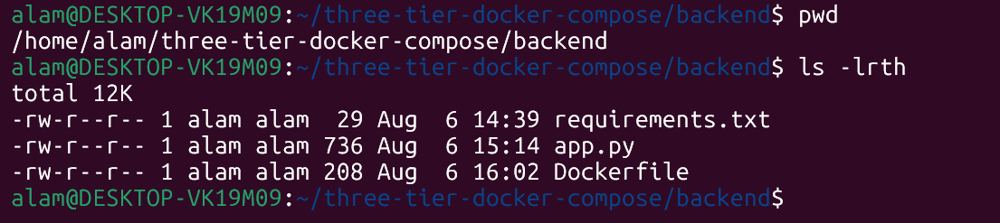 alam@DESKTOP-VK19M09:~/three-tier-docker-compose/backend$ pwd
/home/alam/three-tier-docker-compose/backend
alam@DESKTOP-VK19M09:~/three-tier-docker-compose/backend$ ls -lrth
total 12K
-rw-r--r-- 1 alam alam  29 Aug  6 14:39 requirements.txt
-rw-r--r-- 1 alam alam 736 Aug  6 15:14 app.py
-rw-r--r-- 1 alam alam 208 Aug  6 16:02 Dockerfile
alam@DESKTOP-VK19M09:~/three-tier-docker-compose/backend$